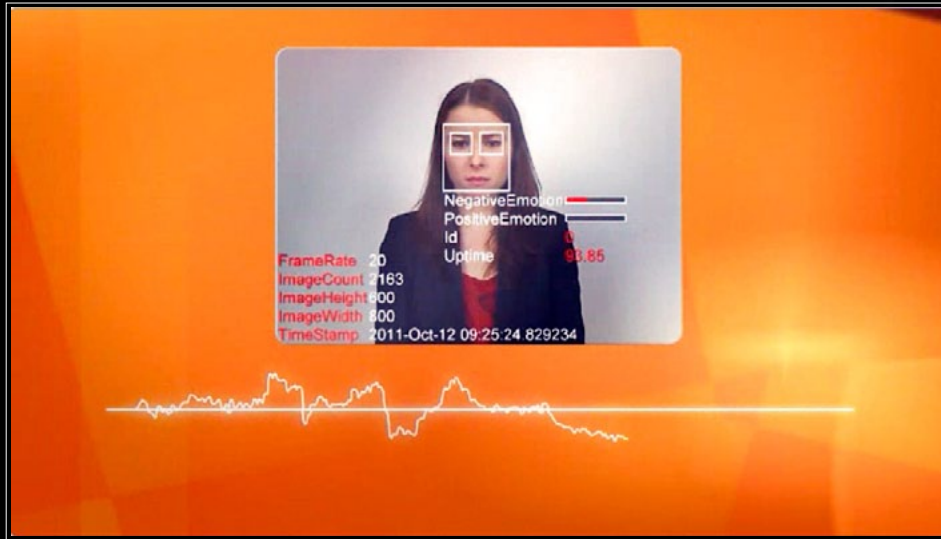 NegativeEmotion
PositiveEmotion
Id 0
Uptime 93.85
FrameRate 20
ImageCount 2163
ImageHeight 600
ImageWidth 800
TimeStamp 2011-Oct-12 09:25:24.829234